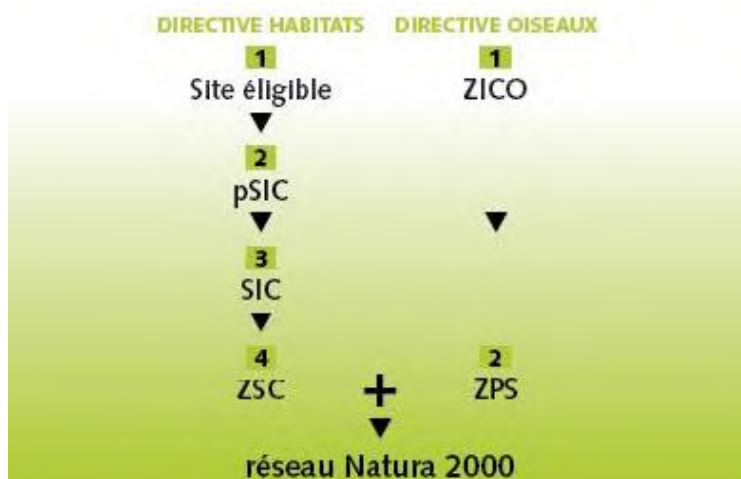 DIRECTIVE HABITATS DIRECTIVE OISEAUX
1 1
Site éligible ZICO
2
pSIC
3
SIC
4 2
ZSC + ZPS
réseau Natura 2000